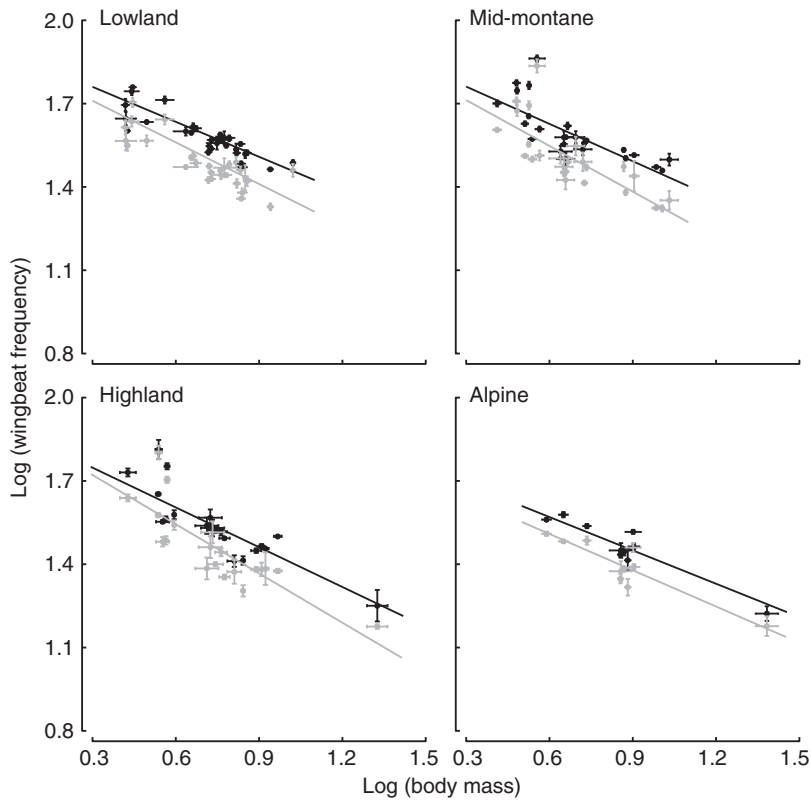 2.0
Lowland
Mid-montane
1.7
1.4
1.1
0.8
Log (wingbeat frequency)
2.0
Highland
Alpine
1.7
1.4
1.1
0.8
0.3 0.6 0.9 1.2 1.5 0.3 0.6 0.9 1.2 1.5
Log (body mass)